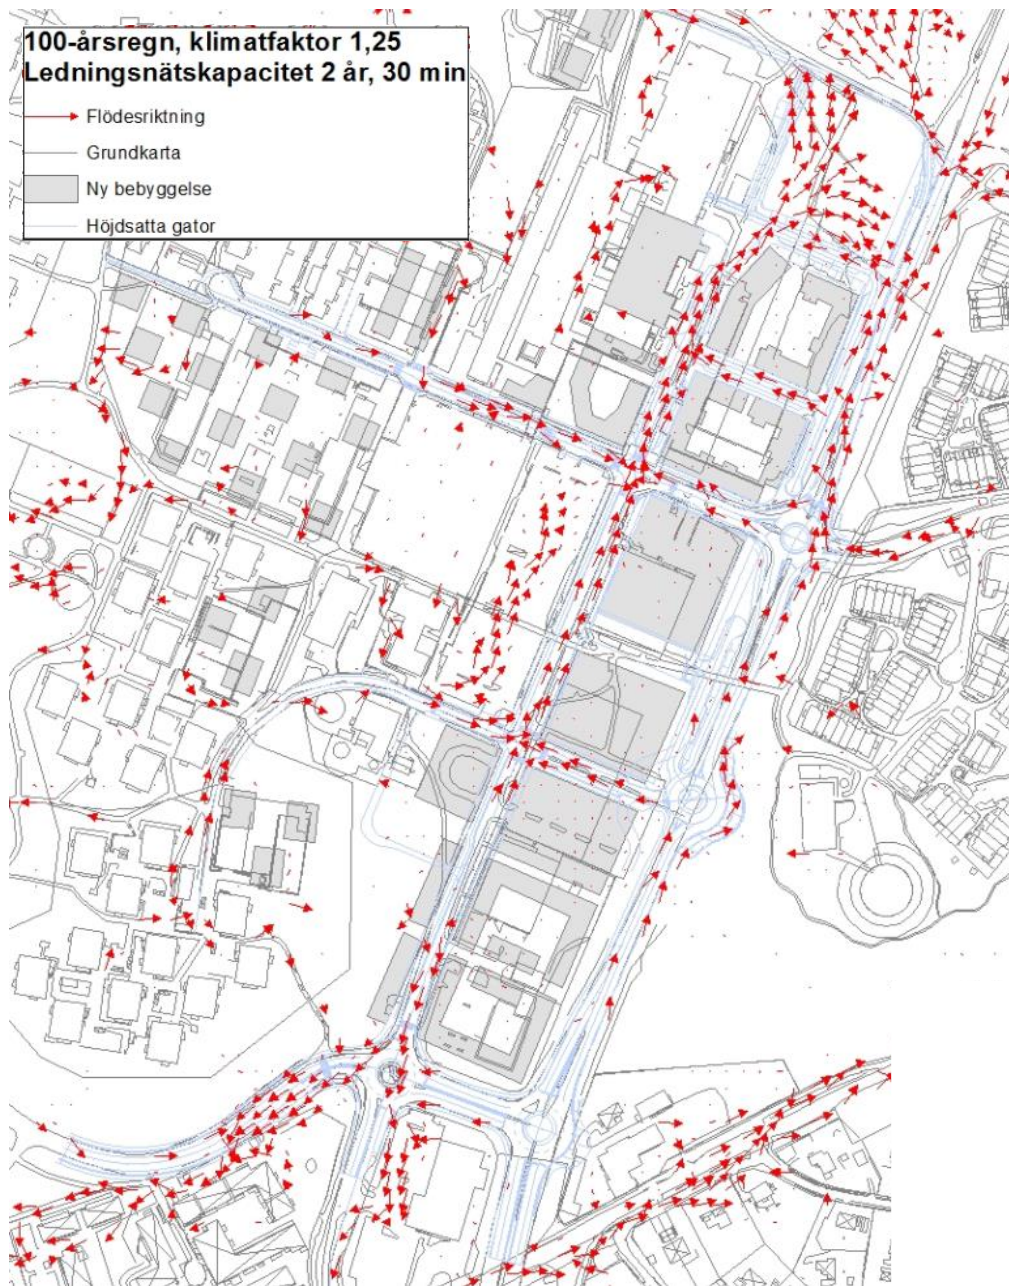 100-årsregn, klimatfaktor 1,25
Ledningsnätskapacitet 2 år, 30 min
Flödesriktning
Grundkarta
Ny bebyggelse
Höjdsatta gator